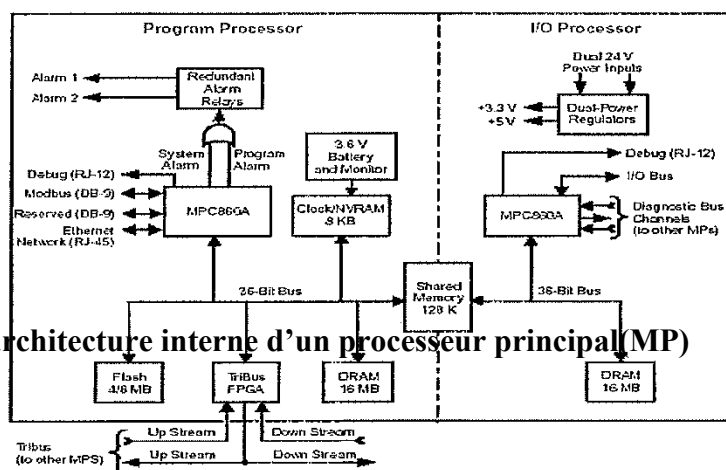 Program Processor
I/O Processor
Alarm 1
Alarm 2
Redundant
Alarm
Relays
Dual 24 V
Power Inputs
+3.3 V
+5 V
Dual-Power
Regulators
System
Alarm
Program
Alarm
3.6 V
Battery
and Monitor
Debug (RJ-12)
Modbus (DB-9)
Reserved (DB-9)
Ethernet
Network (RJ-45)
MPC860A
Clock/NVRAM
8 KB
Debug (RJ-12)
I/O Bus
MPC860A
Diagnostic Bus
Channels
(to other MPs)
36-Bit Bus
Shared
Memory
128 K
36-Bit Bus
rchitecture interne d’un processeur principal(MP)
Flash
TriBus
FPGA
DRAM
16 MB
DRAM
16 MB
Tribus
(to other MPS)
Up Stream
Down Stream
Up Stream
Down Stream